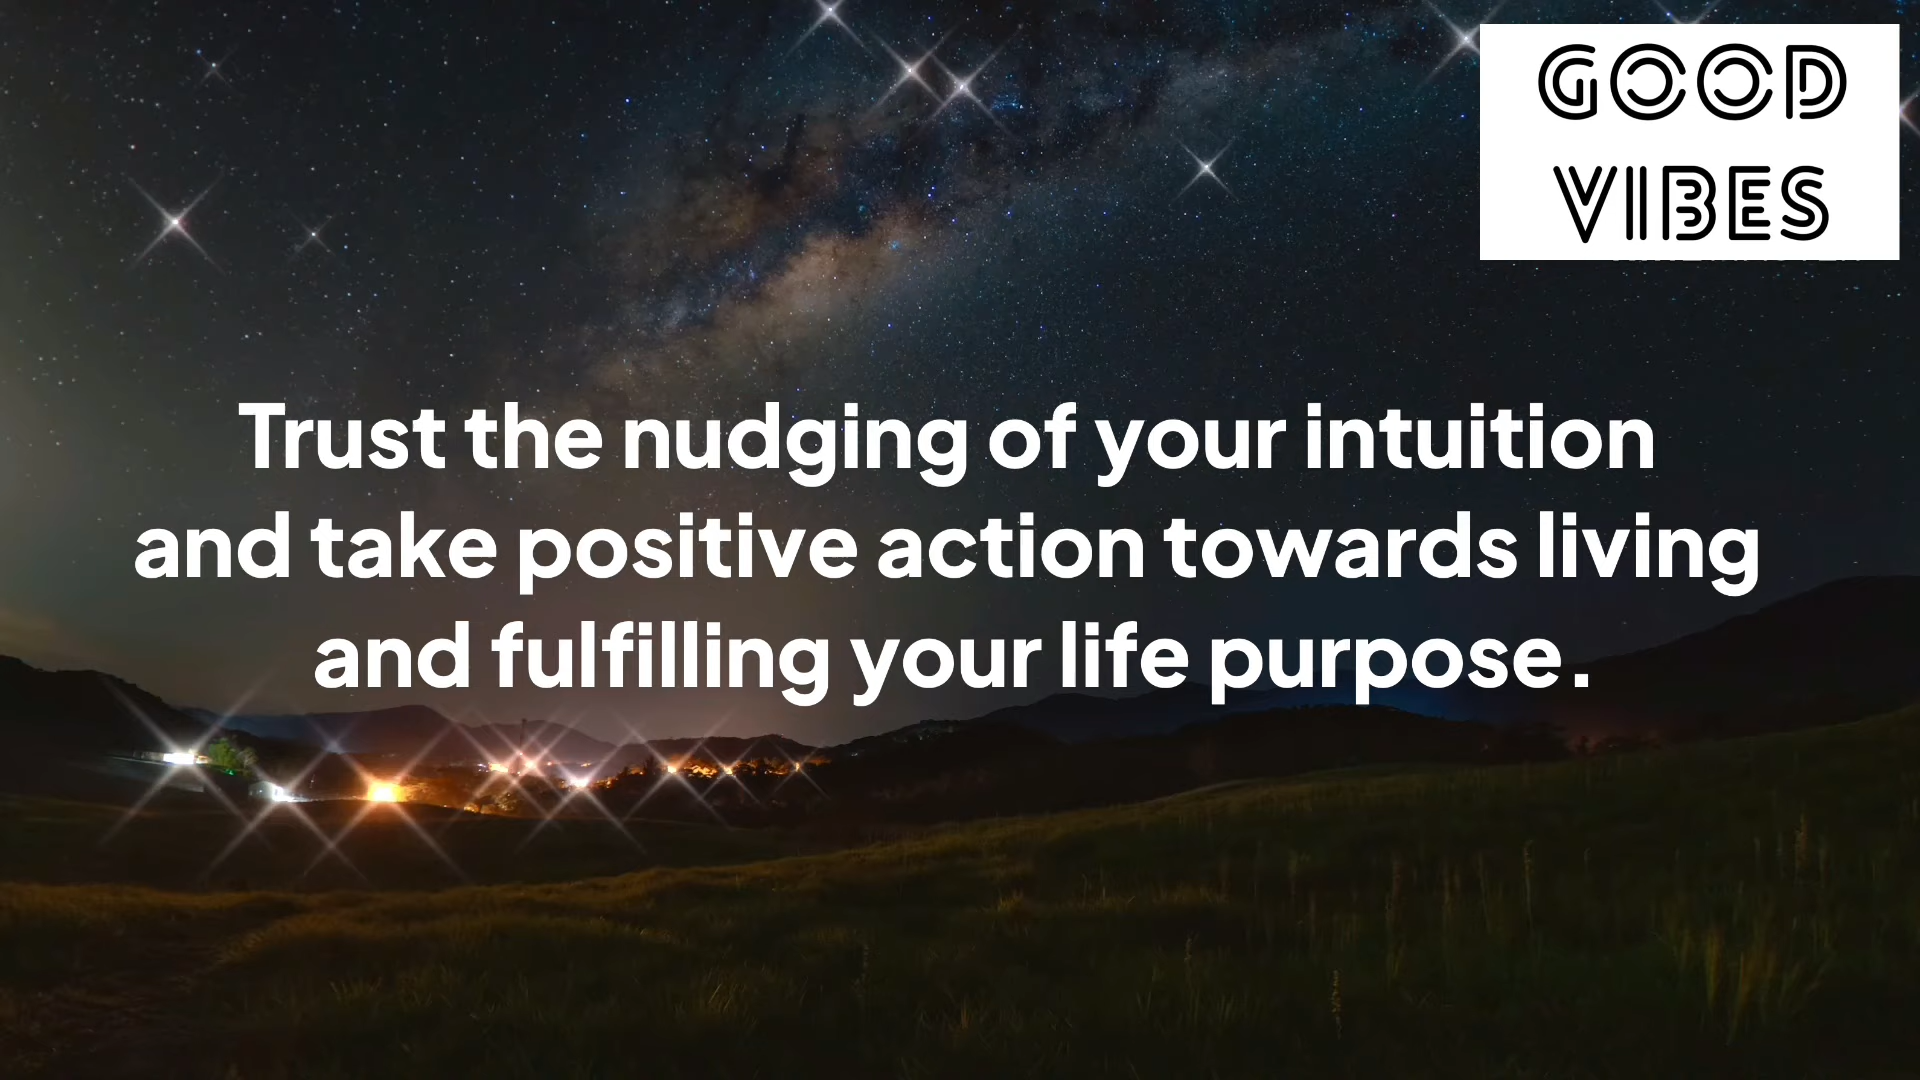 GOOD
VIBES
Trust the nudging of your intuition
and take positive action towards living
and fulfilling your life purpose.